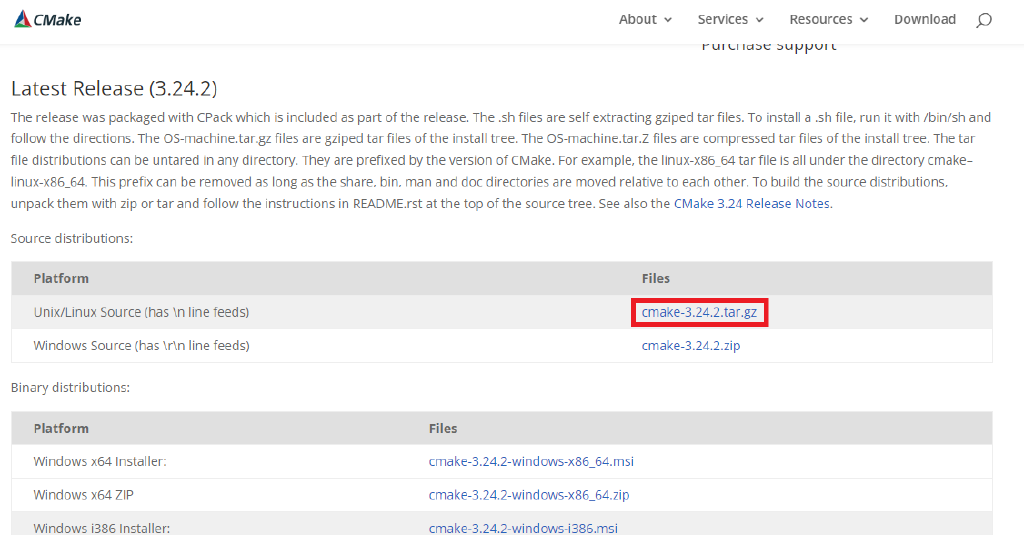 CMake
About
Services
Resources
Download
Purchase support
Latest Release (3.24.2)
The release was packaged with CPack which is included as part of the release. The .sh files are self extracting gziped tar files. To install a .sh file, run it with /bin/sh and
follow the directions. The OS-machine.tar.gz files are gziped tar files of the install tree. The OS-machine.tar.Z files are compressed tar files of the install tree. The tar
file distributions can be untared in any directory. They are prefixed by the version of CMake. For example, the linux-x86_64 tar file is all under the directory cmake–
linux-x86_64. This prefix can be removed as long as the share, bin, man and doc directories are moved relative to each other. To build the source distributions,
unpack them with zip or tar and follow the instructions in README.rst at the top of the source tree. See also the CMake 3.24 Release Notes.
Source distributions:
Platform Files
Unix/Linux Source (has \n line feeds) cmake-3.24.2.tar.gz
Windows Source (has \r\n line feeds) cmake-3.24.2.zip
Binary distributions:
Platform Files
Windows x64 Installer: cmake-3.24.2-windows-x86_64.msi
Windows x64 ZIP cmake-3.24.2-windows-x86_64.zip
Windows i386 Installer: cmake-3.24.2-windows-i386.msi